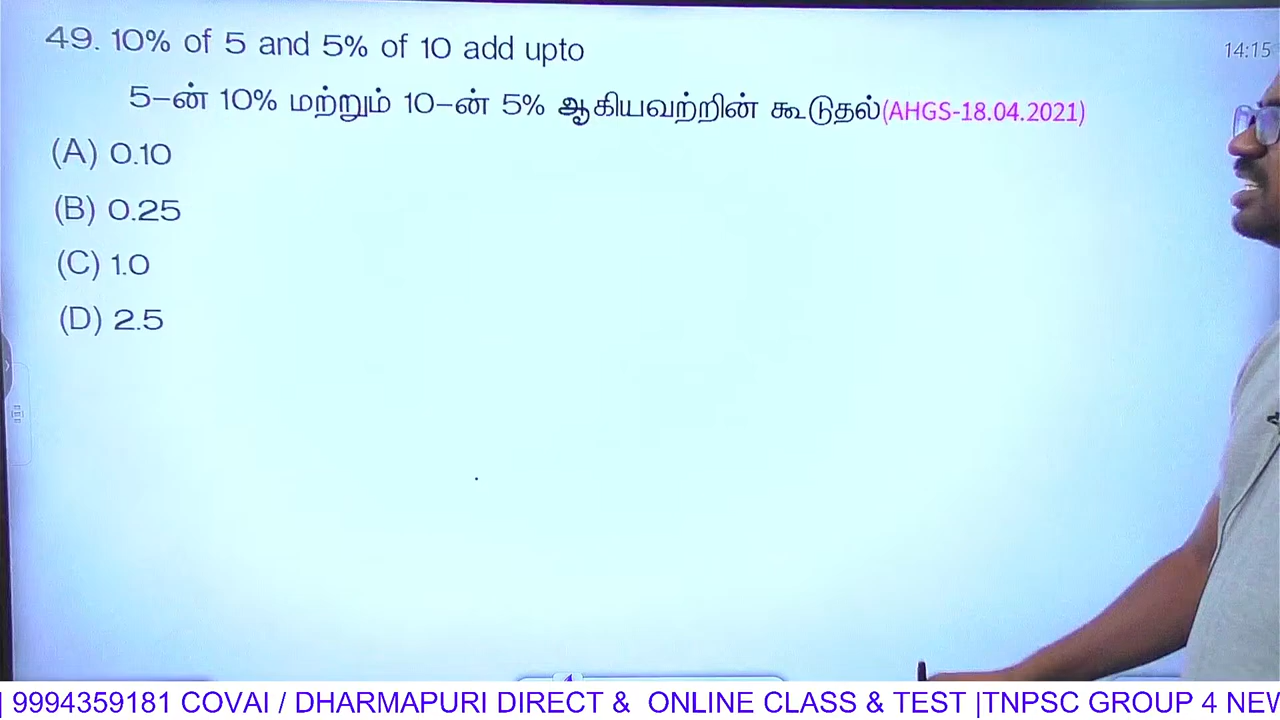 49. 10% of 5 and 5% of 10 add upto
14:15
5-ன் 10% மற்றும் 10-ன் 5% ஆகியவற்றின் கூடுதல்(AHGS-18.04.2021)
(A) 0.10
(B) 0.25
(C) 1.0
(D) 2.5
| 9994359181 COVAI / DHARMAPURI DIRECT & ONLINE CLASS & TEST |TNPSC GROUP 4 NEW